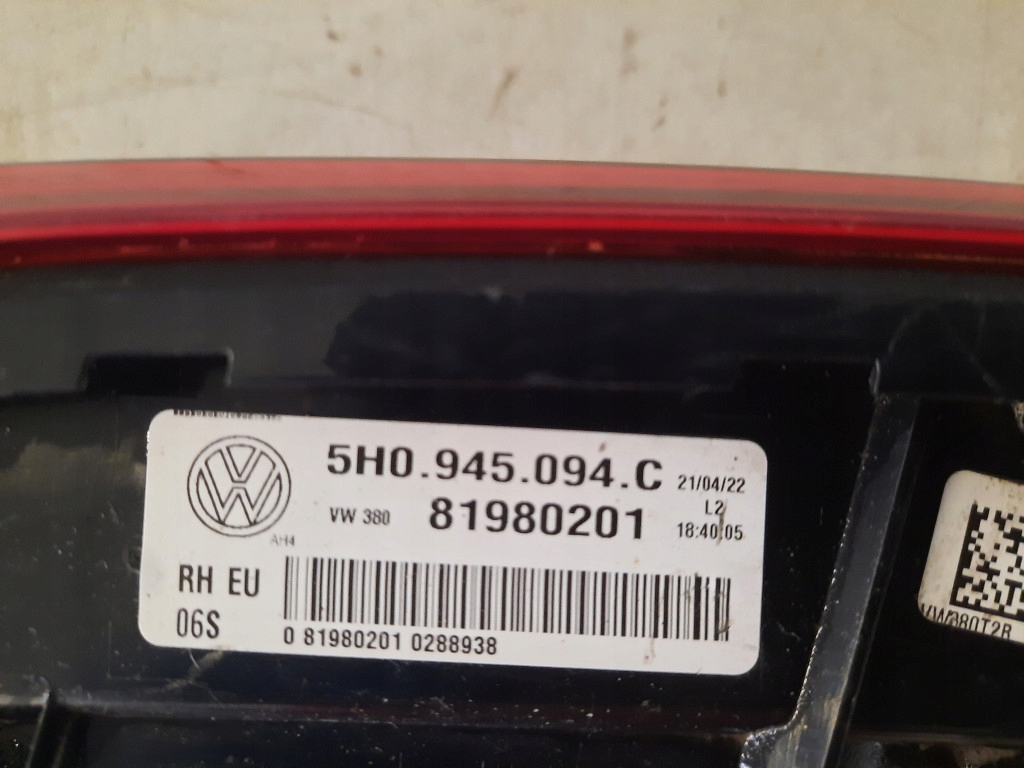 5H0.945.094.C
21/04/22
VW 380
81980201
L2
18:40:05
AH4
RH EU
06S
0 81980201 0288938
VW380T2R